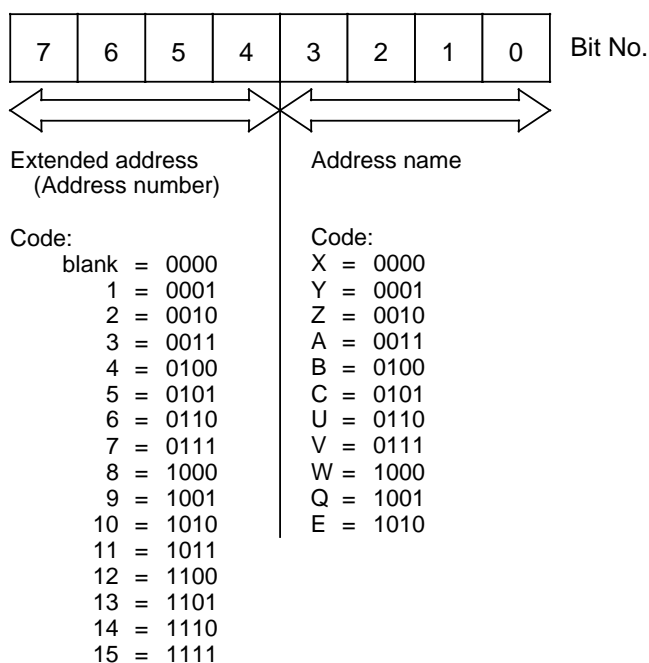 7 6 5 4 3 2 1 0 Bit No.
Extended address
(Address number)
Code:
blank = 0000
1 = 0001
2 = 0010
3 = 0011
4 = 0100
5 = 0101
6 = 0110
7 = 0111
8 = 1000
9 = 1001
10 = 1010
11 = 1011
12 = 1100
13 = 1101
14 = 1110
15 = 1111
Address name
Code:
X = 0000
Y = 0001
Z = 0010
A = 0011
B = 0100
C = 0101
U = 0110
V = 0111
W = 1000
Q = 1001
E = 1010